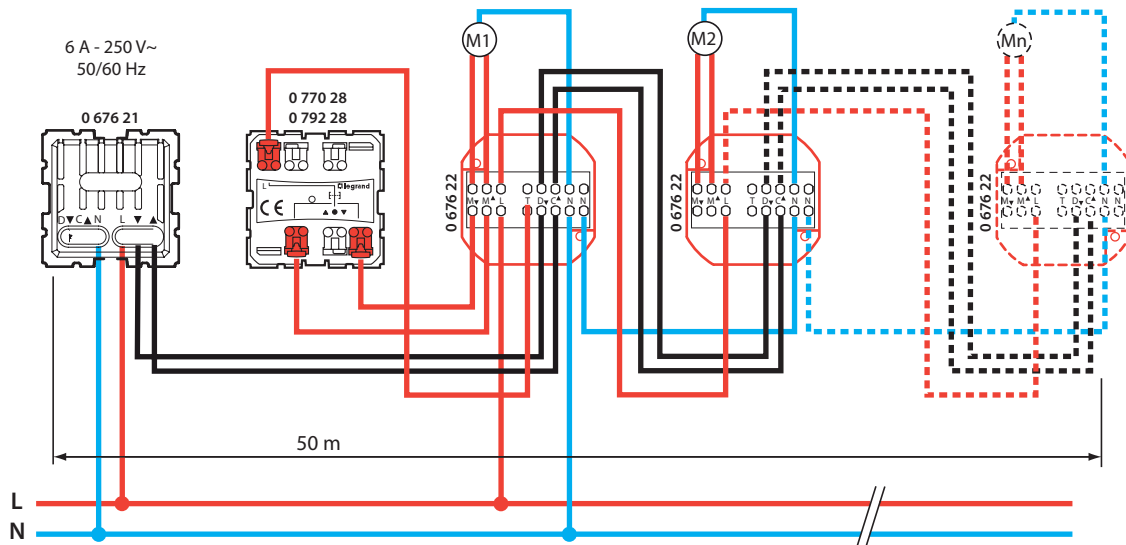 6 A - 250 V~
50/60 Hz
0 676 21
0 770 28
0 792 28
M1
M2
Mn
D▼C▲N L ▼ ▲
L
legrand
CE
▲●▼
0 676 22
M▼ M▲ L T D▼ C▲ N N
0 676 22
M▼ M▲ L T D▼ C▲ N N
0 676 22
M▼ M▲ L T D▼ C▲ N N
50 m
L
N